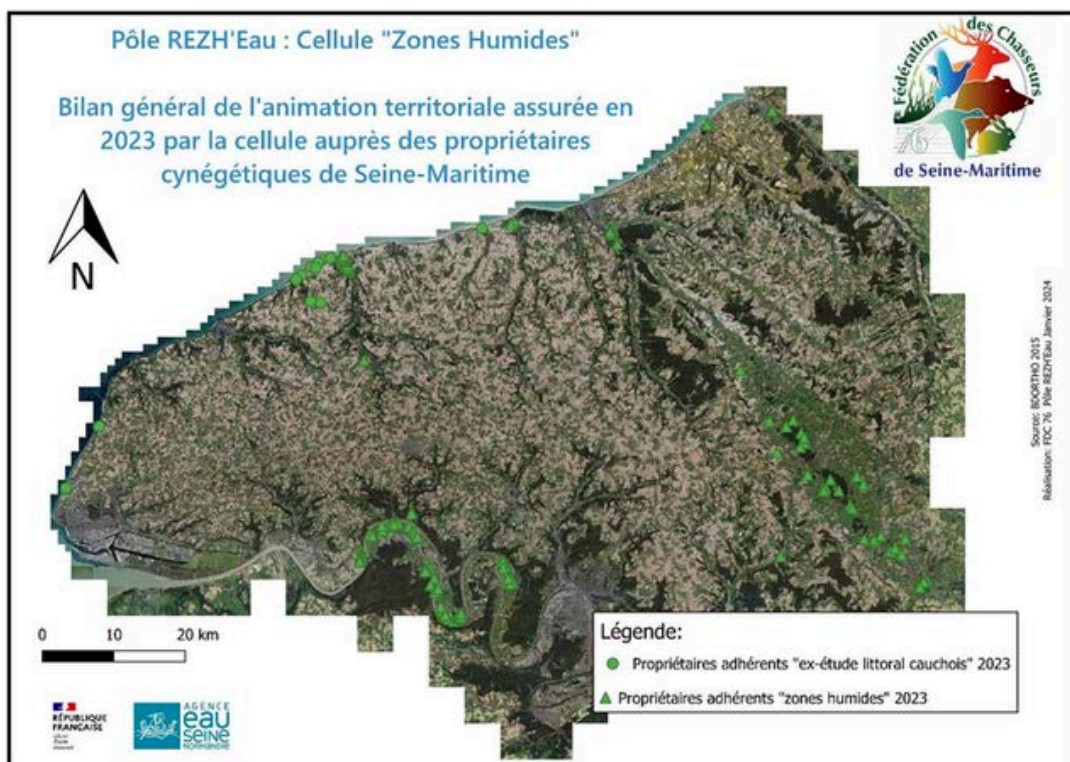 Pôle REZH'Eau : Cellule "Zones Humides"
Bilan général de l'animation territoriale assurée en
2023 par la cellule auprès des propriétaires
cynégétiques de Seine-Maritime
Fédération des Chasseurs
76
de Seine-Maritime
N
Source: BDORTHO 2015
Réalisation: FDC 76 Pôle REZH'Eau Janvier 2024
0 10 20 km
Légende:
Propriétaires adhérents "ex-étude littoral cauchois" 2023
Propriétaires adhérents "zones humides" 2023
RÉPUBLIQUE
FRANÇAISE
AGENCE
eau
SEINE
NORMANDIE